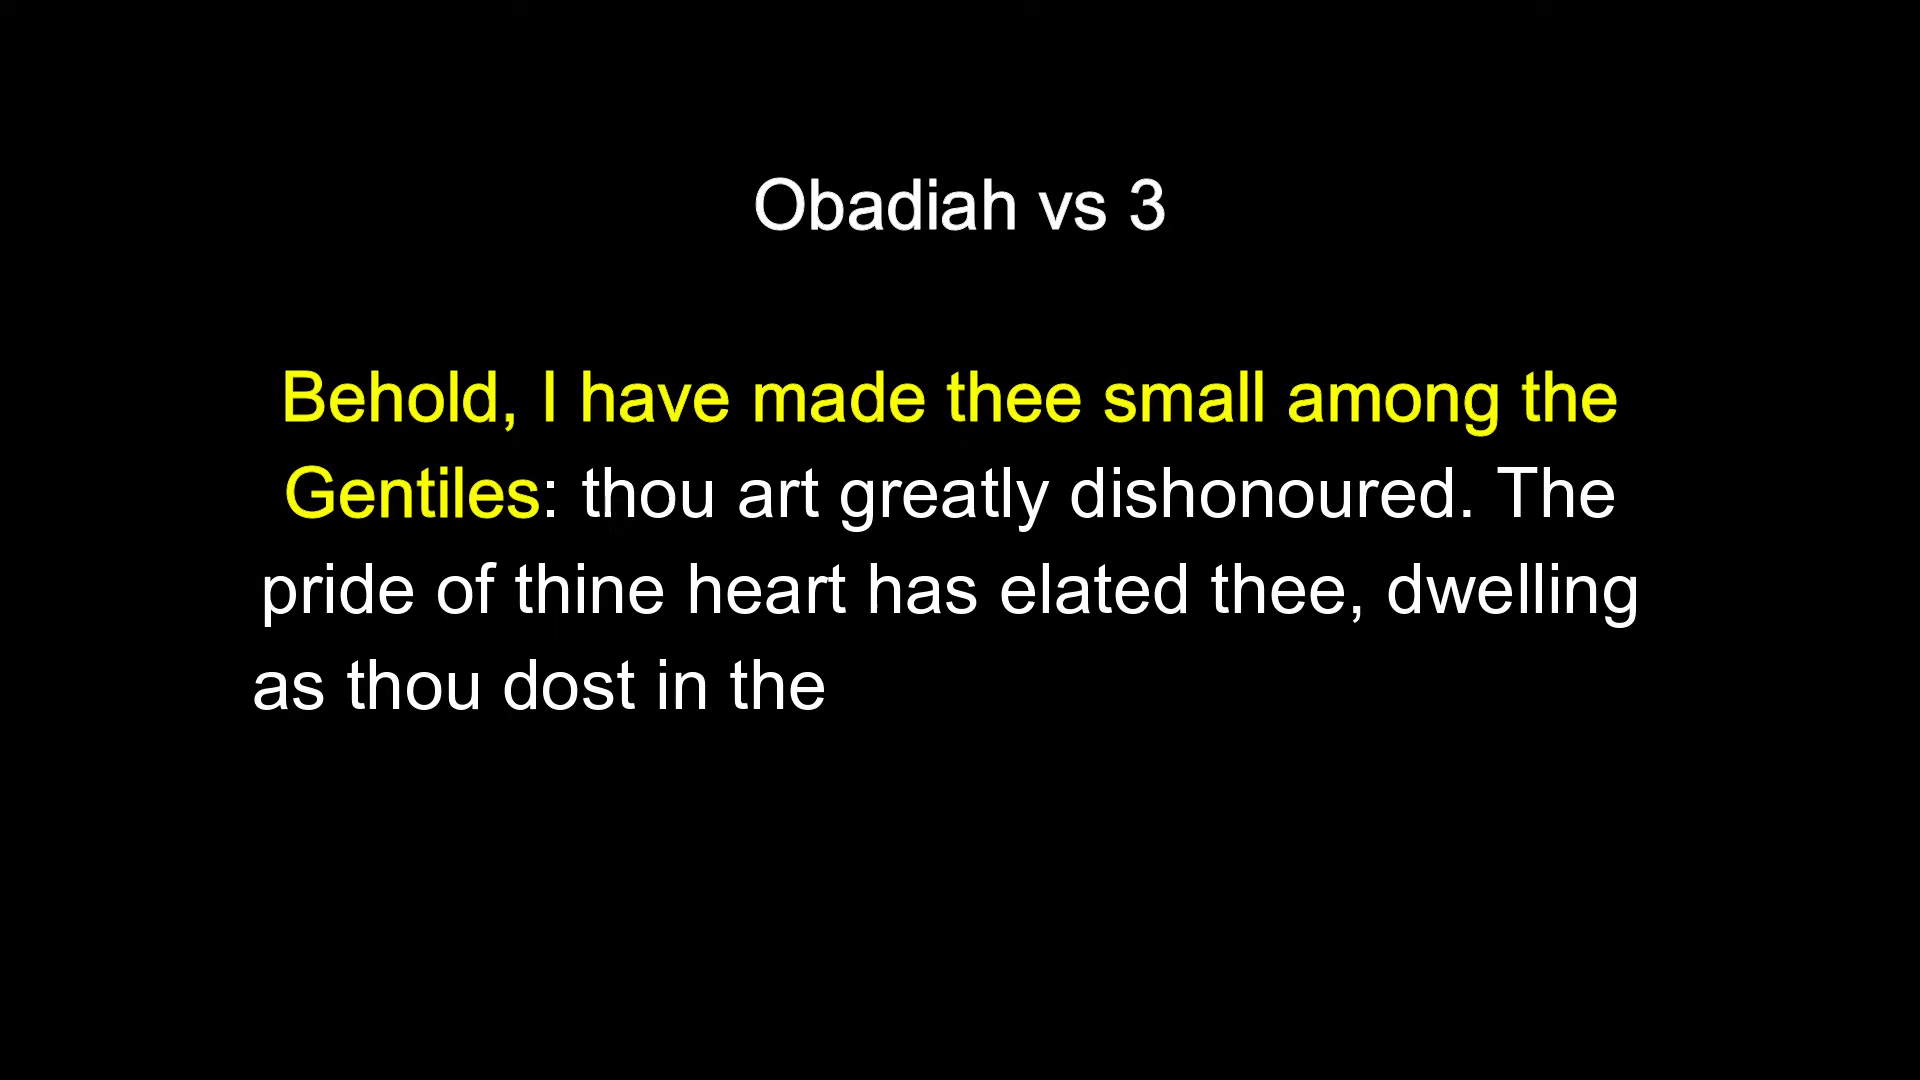 Obadiah vs 3
Behold, I have made thee small among the
Gentiles: thou art greatly dishonoured. The
pride of thine heart has elated thee, dwelling
as thou dost in the